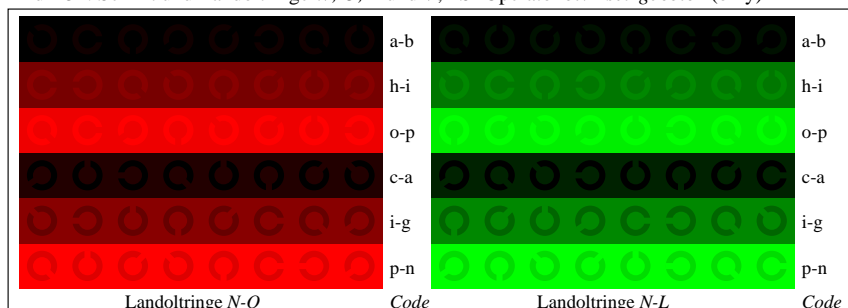 a-b a-b
h-i h-i
o-p o-p
c-a c-a
i-g i-g
p-n p-n
Landoltringe N-O Code Landoltringe N-L Code